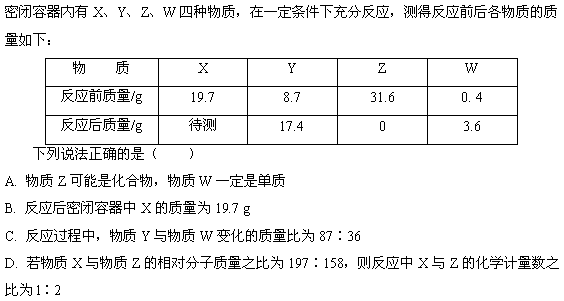 密闭容器内有 X、Y、Z、W 四种物质，在一定条件下充分反应，测得反应前后各物质的质
量如下：
物 质 X Y Z W
反应前质量/g 19.7 8.7 31.6 0. 4
反应后质量/g 待测 17.4 0 3.6
下列说法正确的是（ ）
A. 物质 Z 可能是化合物，物质 W 一定是单质
B. 反应后密闭容器中 X 的质量为 19.7 g
C. 反应过程中，物质 Y 与物质 W 变化的质量比为 87∶36
D. 若物质 X 与物质 Z 的相对分子质量之比为 197∶158，则反应中 X 与 Z 的化学计量数之
比为1∶2